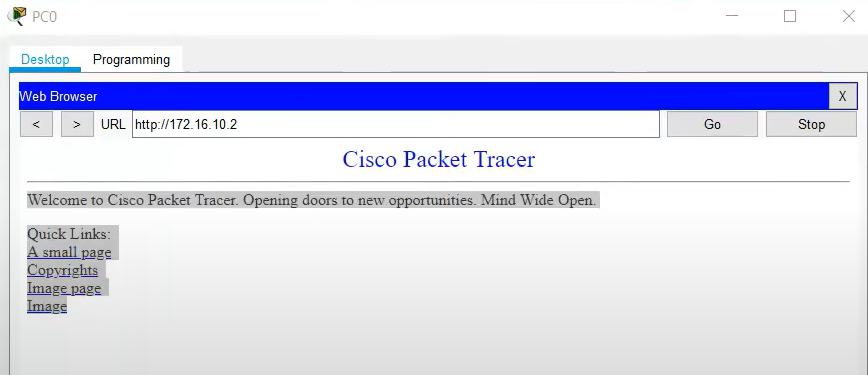 PC0
Desktop Programming
Web Browser X
< > URL http://172.16.10.2 Go Stop
Cisco Packet Tracer
Welcome to Cisco Packet Tracer. Opening doors to new opportunities. Mind Wide Open.
Quick Links:
A small page
Copyrights
Image page
Image